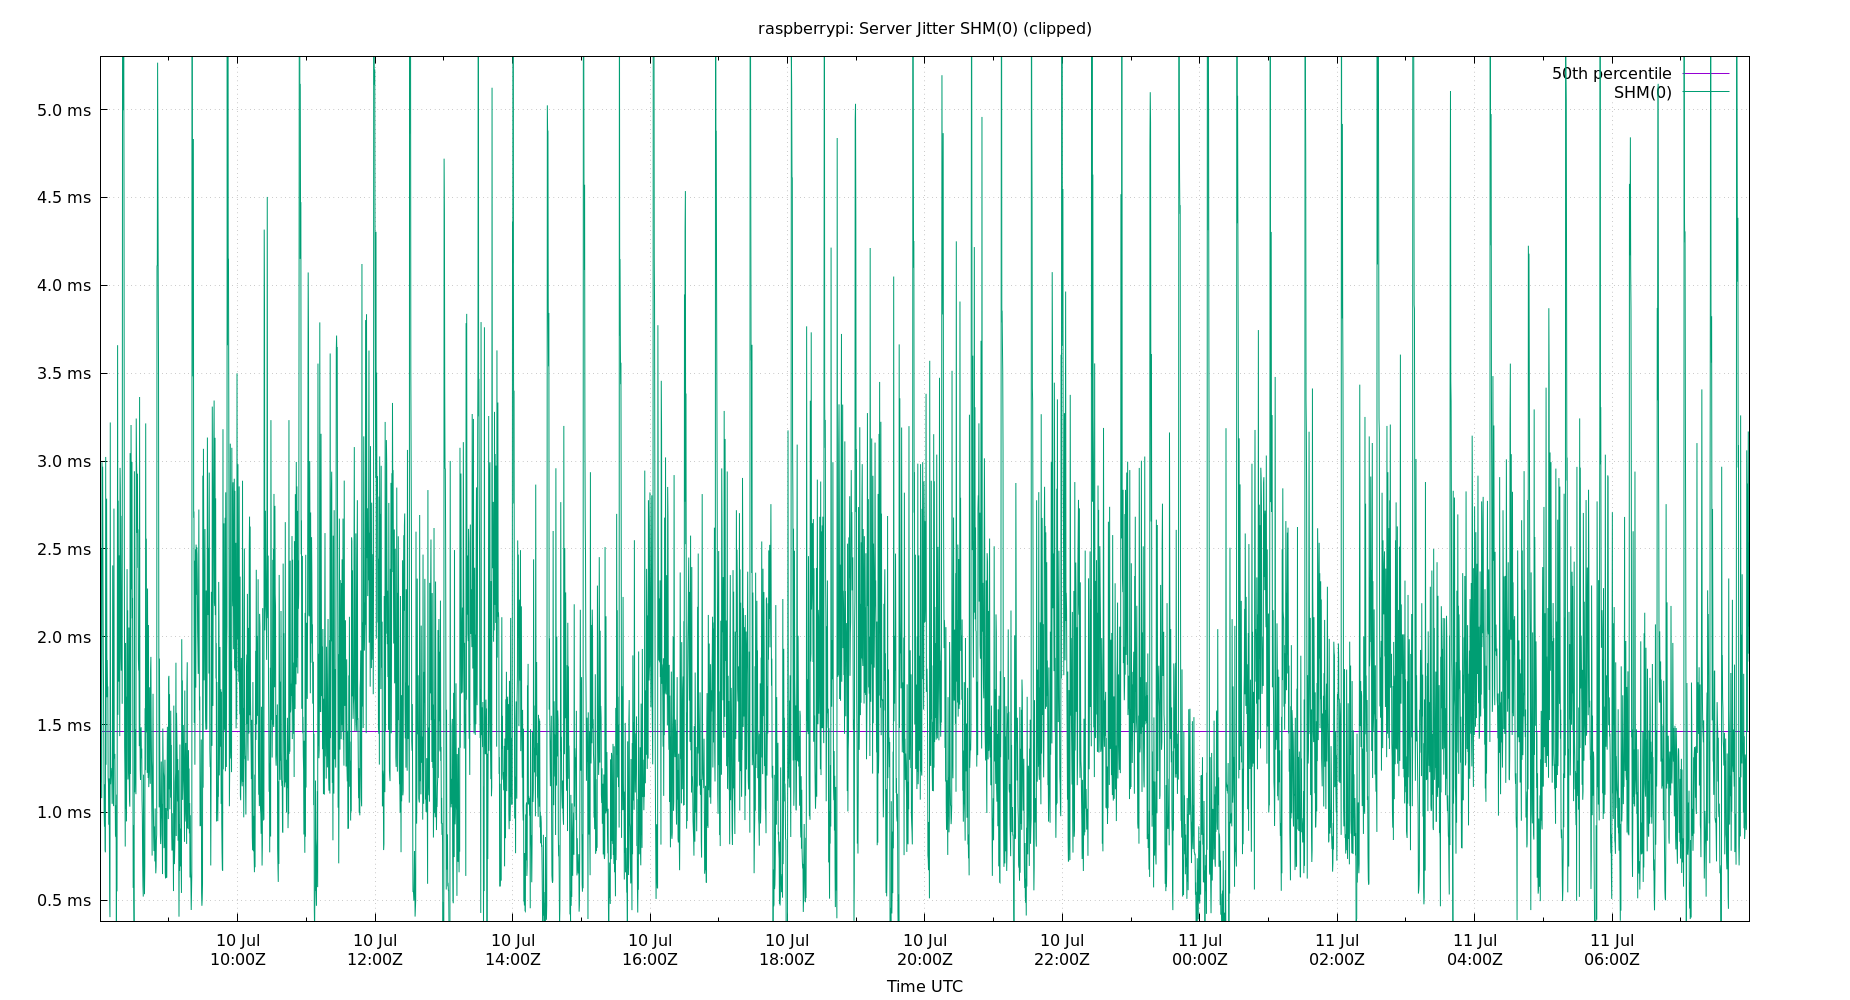 raspberrypi: Server Jitter SHM(0) (clipped)
50th percentile
SHM(0)
5.0 ms
4.5 ms
4.0 ms
3.5 ms
3.0 ms
2.5 ms
2.0 ms
1.5 ms
1.0 ms
0.5 ms
10 Jul 10 Jul 10 Jul 10 Jul 10 Jul 10 Jul 10 Jul 11 Jul 11 Jul 11 Jul 11 Jul
10:00Z 12:00Z 14:00Z 16:00Z 18:00Z 20:00Z 22:00Z 00:00Z 02:00Z 04:00Z 06:00Z
Time UTC